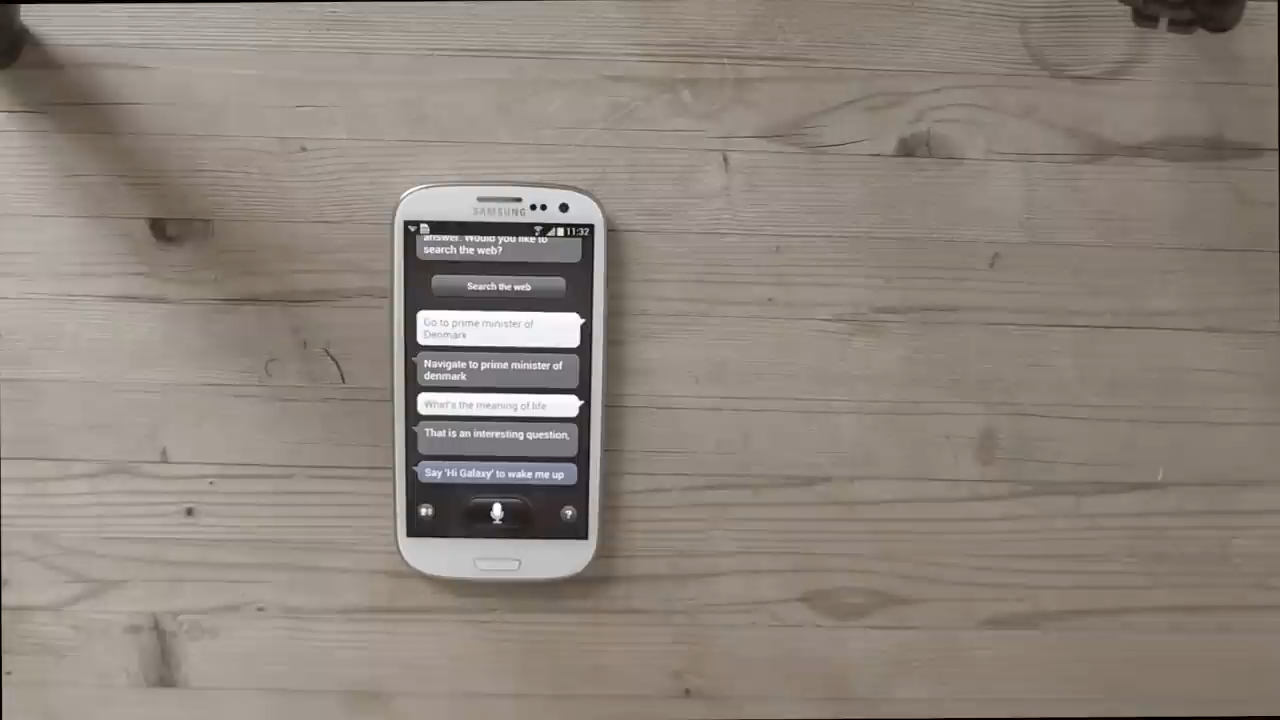 SAMSUNG
11:32
answer. Would you like to
search the web?
Search the web
Go to prime minister of
Denmark
Navigate to prime minister of
denmark
What's the meaning of life
That is an interesting question,
Say 'Hi Galaxy' to wake me up
?